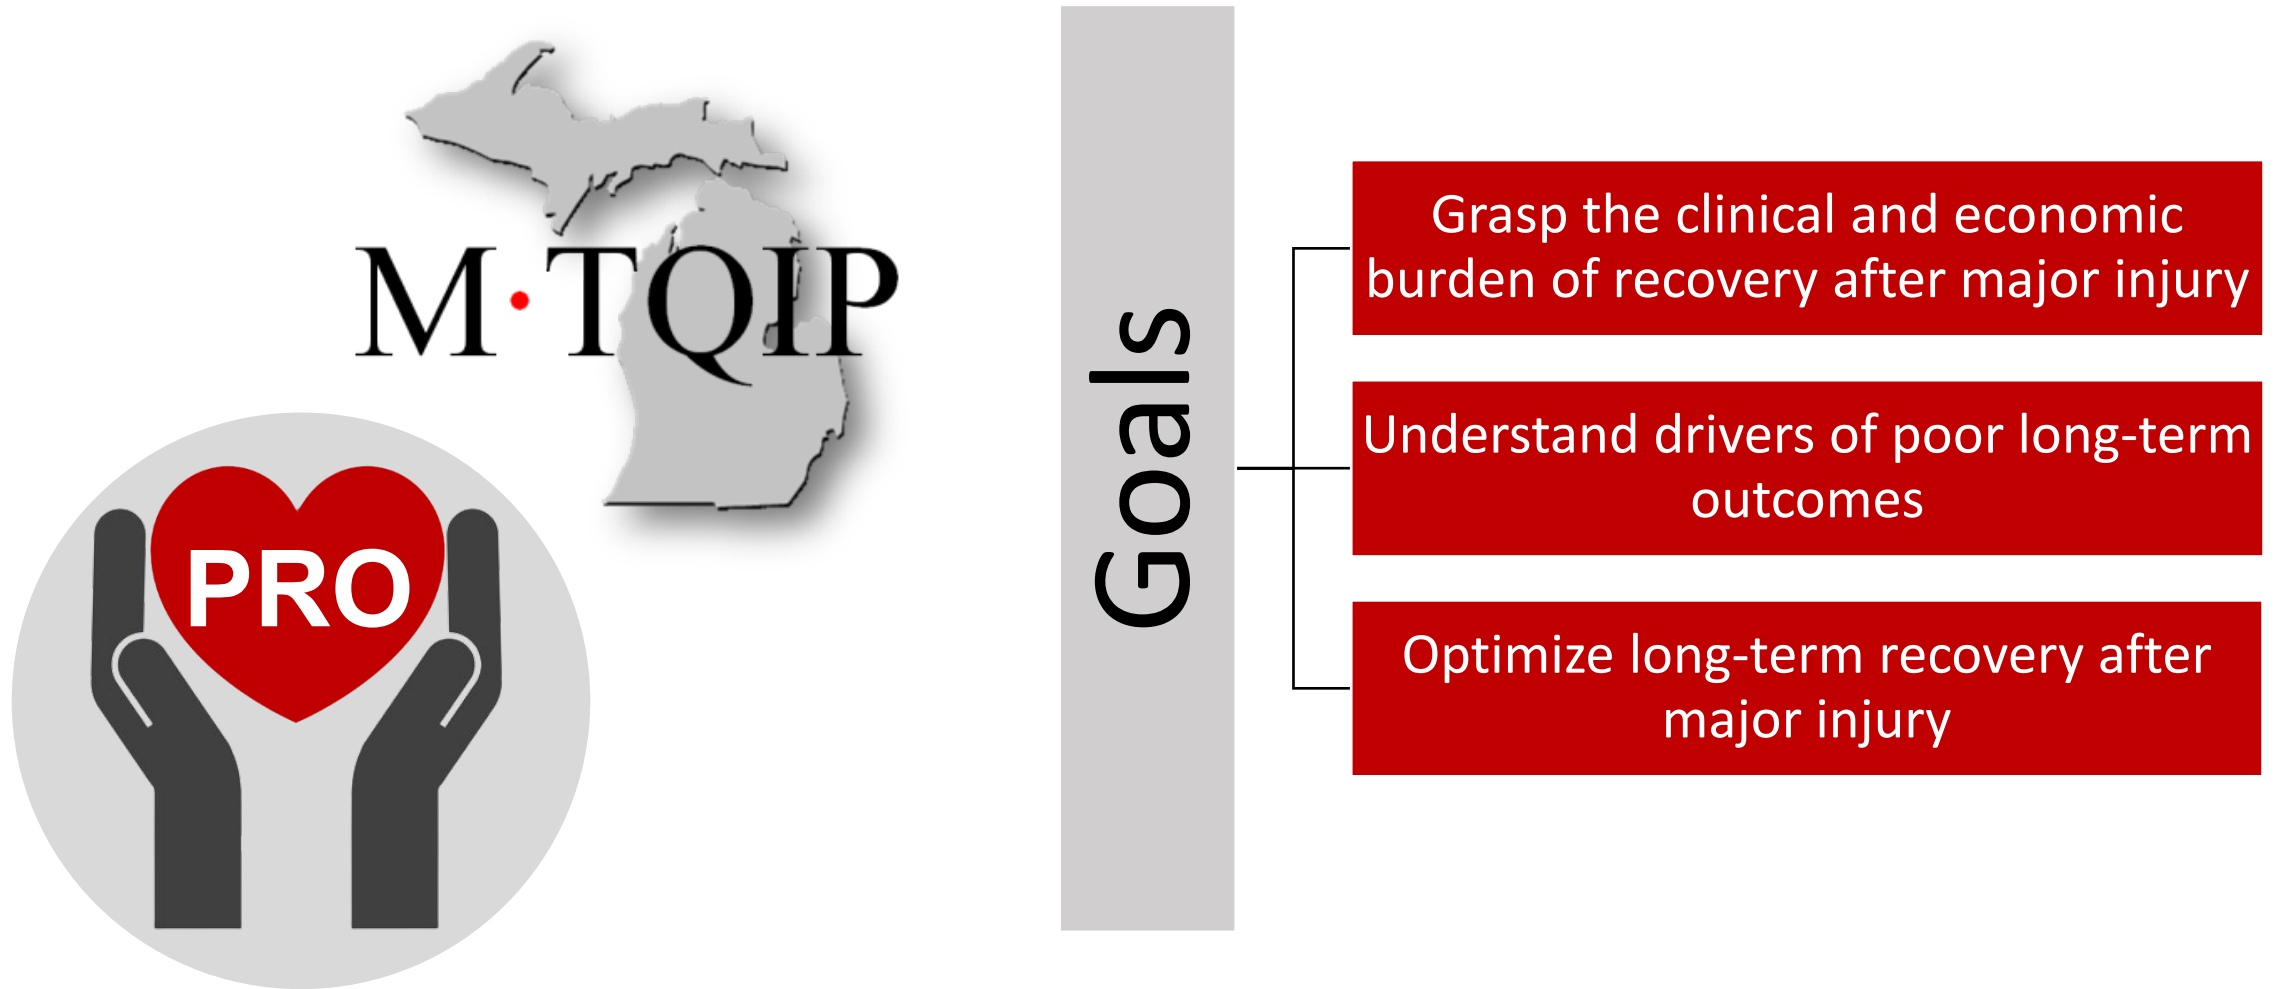 M·TQIP
PRO
Goals
Grasp the clinical and economic
burden of recovery after major injury
Understand drivers of poor long-term
outcomes
Optimize long-term recovery after
major injury